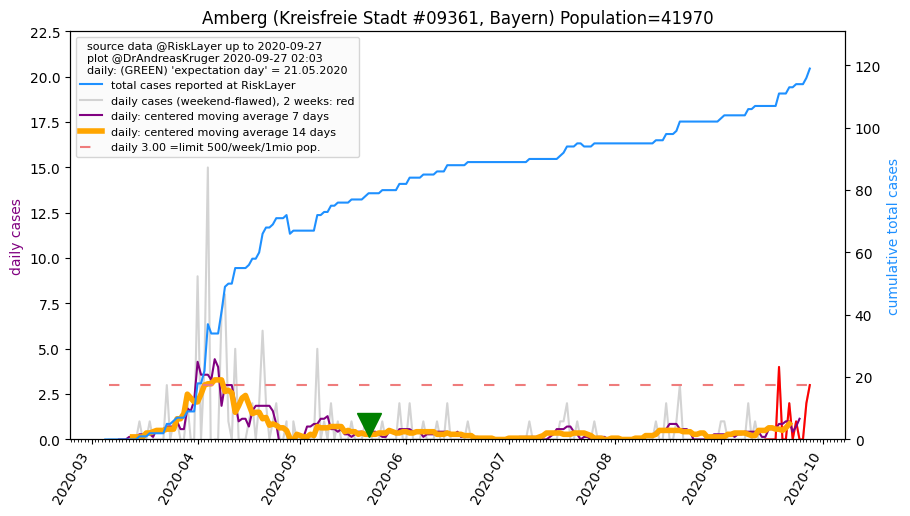 Amberg (Kreisfreie Stadt #09361, Bayern) Population=41970
source data @RiskLayer up to 2020-09-27
plot @DrAndreasKruger 2020-09-27 02:03
daily: (GREEN) 'expectation day' = 21.05.2020
total cases reported at RiskLayer
daily cases (weekend-flawed), 2 weeks: red
daily: centered moving average 7 days
daily: centered moving average 14 days
daily 3.00 =limit 500/week/1mio pop.
daily cases
22.5
20.0
17.5
15.0
12.5
10.0
7.5
5.0
2.5
0.0
cumulative total cases
120
100
80
60
40
20
0
2020-03
2020-04
2020-05
2020-06
2020-07
2020-08
2020-09
2020-10